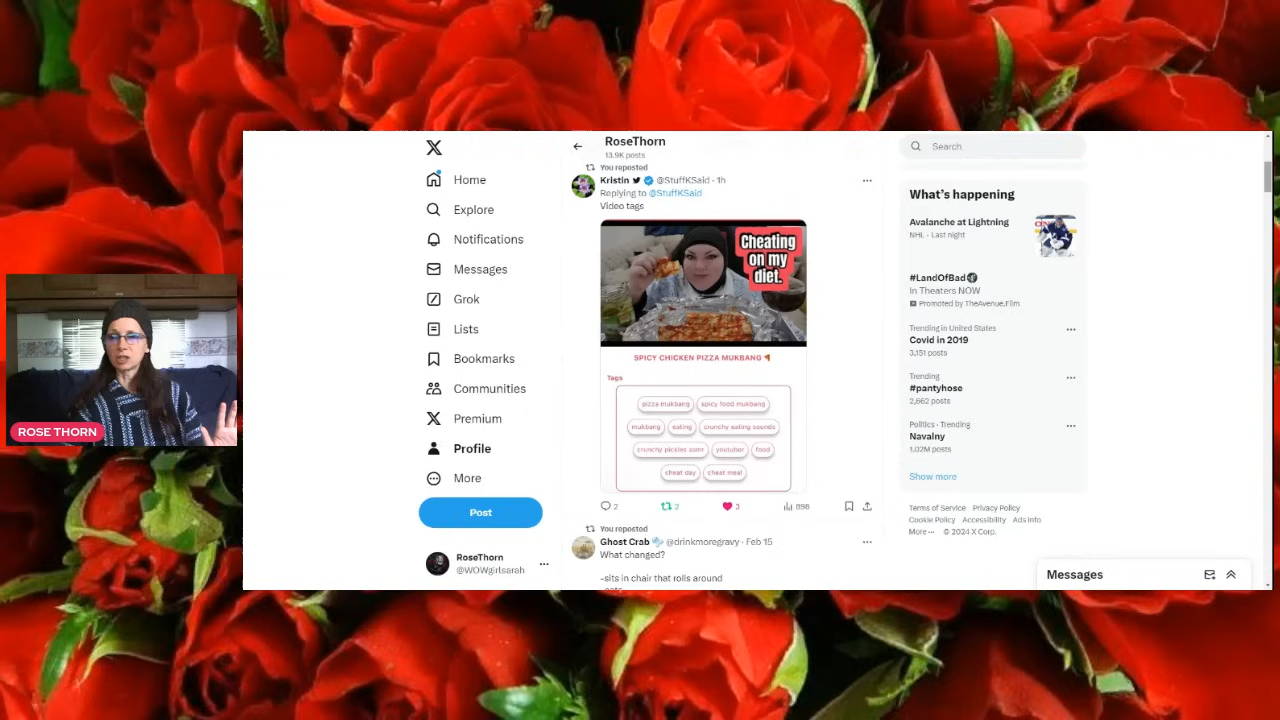 ROSE THORN
Home
Explore
Notifications
Messages
Grok
Lists
Bookmarks
Communities
Premium
Profile
More
Post
RoseThorn
@WOWgirlsarah
RoseThorn
13.9K posts
You reposted
Kristin @StuffKSaid · 1h
Replying to @StuffKSaid
Video tags
Cheating
on my
diet.
SPICY CHICKEN PIZZA MUKBANG
Tags
pizza mukbang spicy food mukbang
mukbang eating crunchy eating sounds
crunchy pickles asmr youtuber food
cheat day cheat meal
2 2 3 898
You reposted
Ghost Crab @drinkmoregravy · Feb 15
What changed?
-sits in chair that rolls around
Search
What's happening
Avalanche at Lightning
NHL · Last night
#LandOfBad
In Theaters NOW
Promoted by TheAvenue.Film
Trending in United States
Covid in 2019
3,151 posts
Trending
#pantyhose
2,662 posts
Politics · Trending
Navalny
1.02M posts
Show more
Terms of Service Privacy Policy
Cookie Policy Accessibility Ads info
More ··· © 2024 X Corp.
Messages